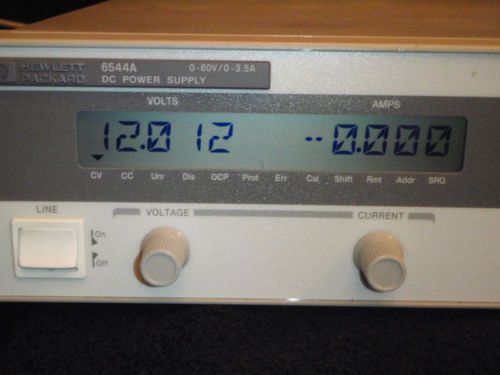 HEWLETT 6544A 0-60V/0-3.5A
PACKARD DC POWER SUPPLY
VOLTS AMPS
12.012 --0.000
CV CC Unr Dis OCP Prot Err Cal Shift Rmt Addr SRQ
LINE VOLTAGE CURRENT
On
Off